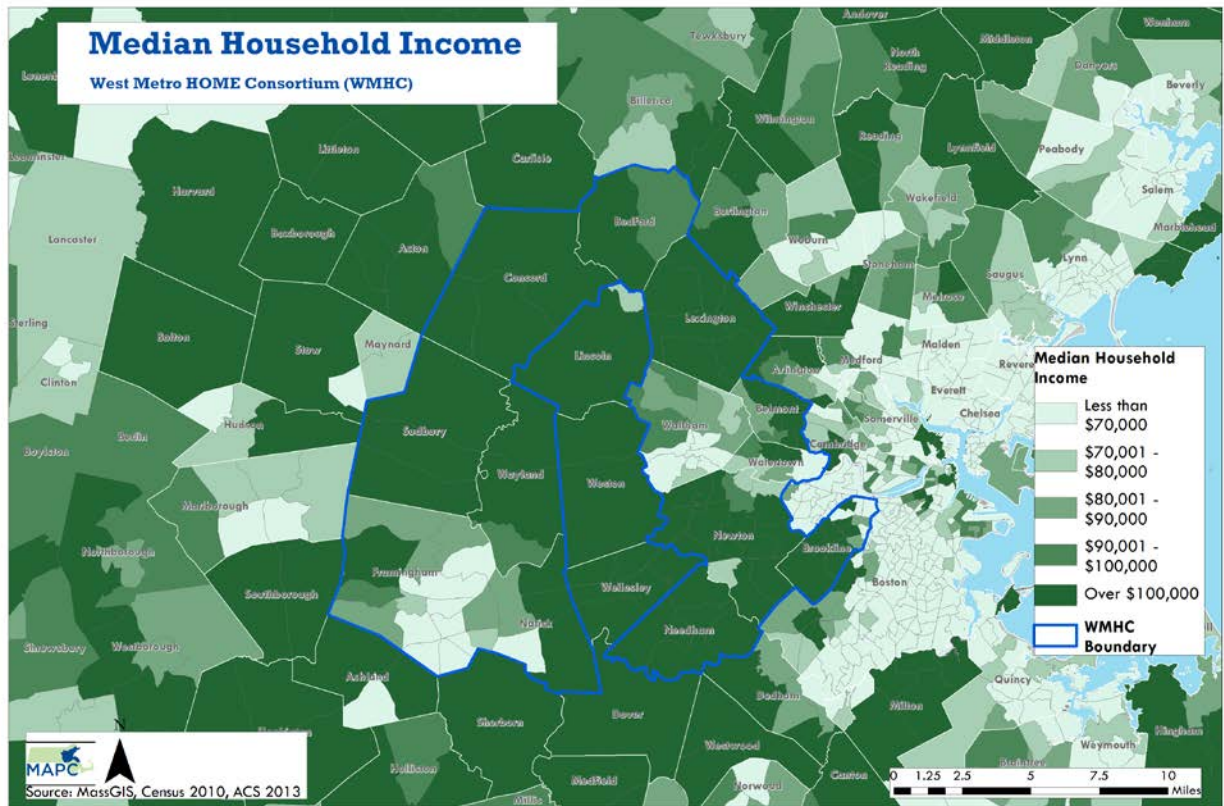 Median Household Income
West Metro HOME Consortium (WMHC)
Andover
Middleton
Wenham
Tewksbury
North
Reading
Danvers
Beverly
Billerica
Wilmington
Reading
Lynnfield
Peabody
Littleton
Carlisle
Leominster
Harvard
Salem
Wakefield
Bedford
Burlington
Marblehead
Boxborough
Lancaster
Acton
Woburn
Stoneham
Lynn
Saugus
Concord
Melrose
Winchester
Lexington
Sterling
Bolton
Stow
Maynard
Lincoln
Medford
Malden
Revere
Arlington
Everett
Clinton
Chelsea
Belmont
Somerville
Hudson
Waltham
Cambridge
Berlin
Sudbury
Boylston
Watertown
Wayland
Weston
Marlborough
Newton
Brookline
Northborough
Framingham
Boston
Wellesley
Southborough
Natick
Needham
Shrewsbury
Westborough
Ashland
Quincy
Dedham
Milton
Sherborn
Dover
Hingham
Westwood
Weymouth
Holliston
Braintree
Medfield
Canton
Norwood
Millis
Median Household
Income
Less than
$70,000
$70,001 -
$80,000
$80,001 -
$90,000
$90,001 -
$100,000
Over $100,000
WMHC
Boundary
N
MAPC
Source: MassGIS, Census 2010, ACS 2013
0 1.25 2.5 5 7.5 10
Miles